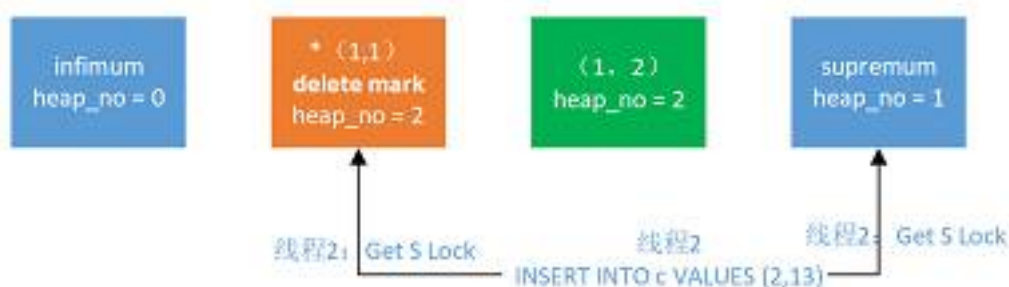 infimum
heap_no = 0
* （1,1）
delete mark
heap_no = 2
（1，2）
heap_no = 2
supremum
heap_no = 1
线程2：Get S Lock
线程2
线程2：Get S Lock
INSERT INTO c VALUES (2,13)